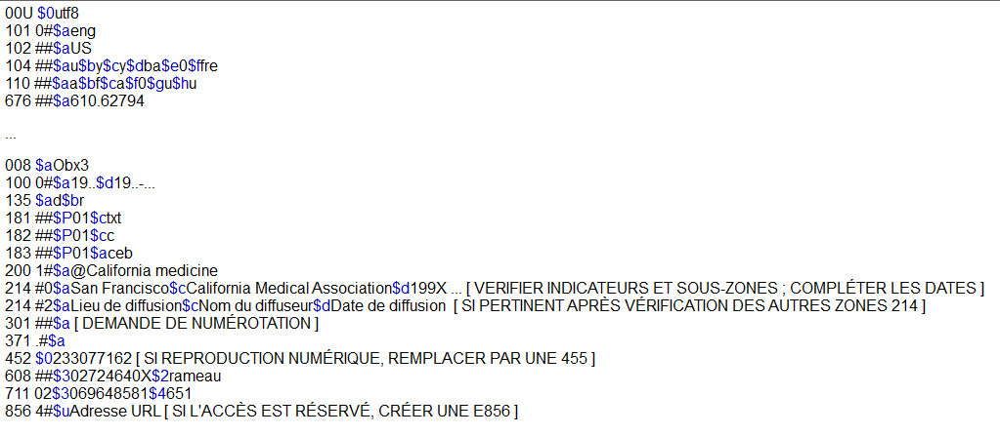 00U $0utf8
101 0#$aeng
102 ##$aUS
104 ##$au$by$cy$dba$e0$ffre
110 ##$aa$bf$ca$f0$gu$hu
676 ##$a610.62794
...
008 $aObx3
100 0#$a19..$d19..-...
135 $ad$br
181 ##$P01$ctxt
182 ##$P01$cc
183 ##$P01$aceb
200 1#$a@California medicine
214 #0$aSan Francisco$cCalifornia Medical Association$d199X ... [ VERIFIER INDICATEURS ET SOUS-ZONES ; COMPLÉTER LES DATES ]
214 #2$aLieu de diffusion$cNom du diffuseur$dDate de diffusion [ SI PERTINENT APRÈS VÉRIFICATION DES AUTRES ZONES 214 ]
301 ##$a [ DEMANDE DE NUMÉROTATION ]
371 .#$a
452 $0233077162 [ SI REPRODUCTION NUMÉRIQUE, REMPLACER PAR UNE 455 ]
608 ##$302724640X$2rameau
711 02$3069648581$4651
856 4#$uAdresse URL [ SI L'ACCÈS EST RÉSERVÉ, CRÉER UNE E856 ]